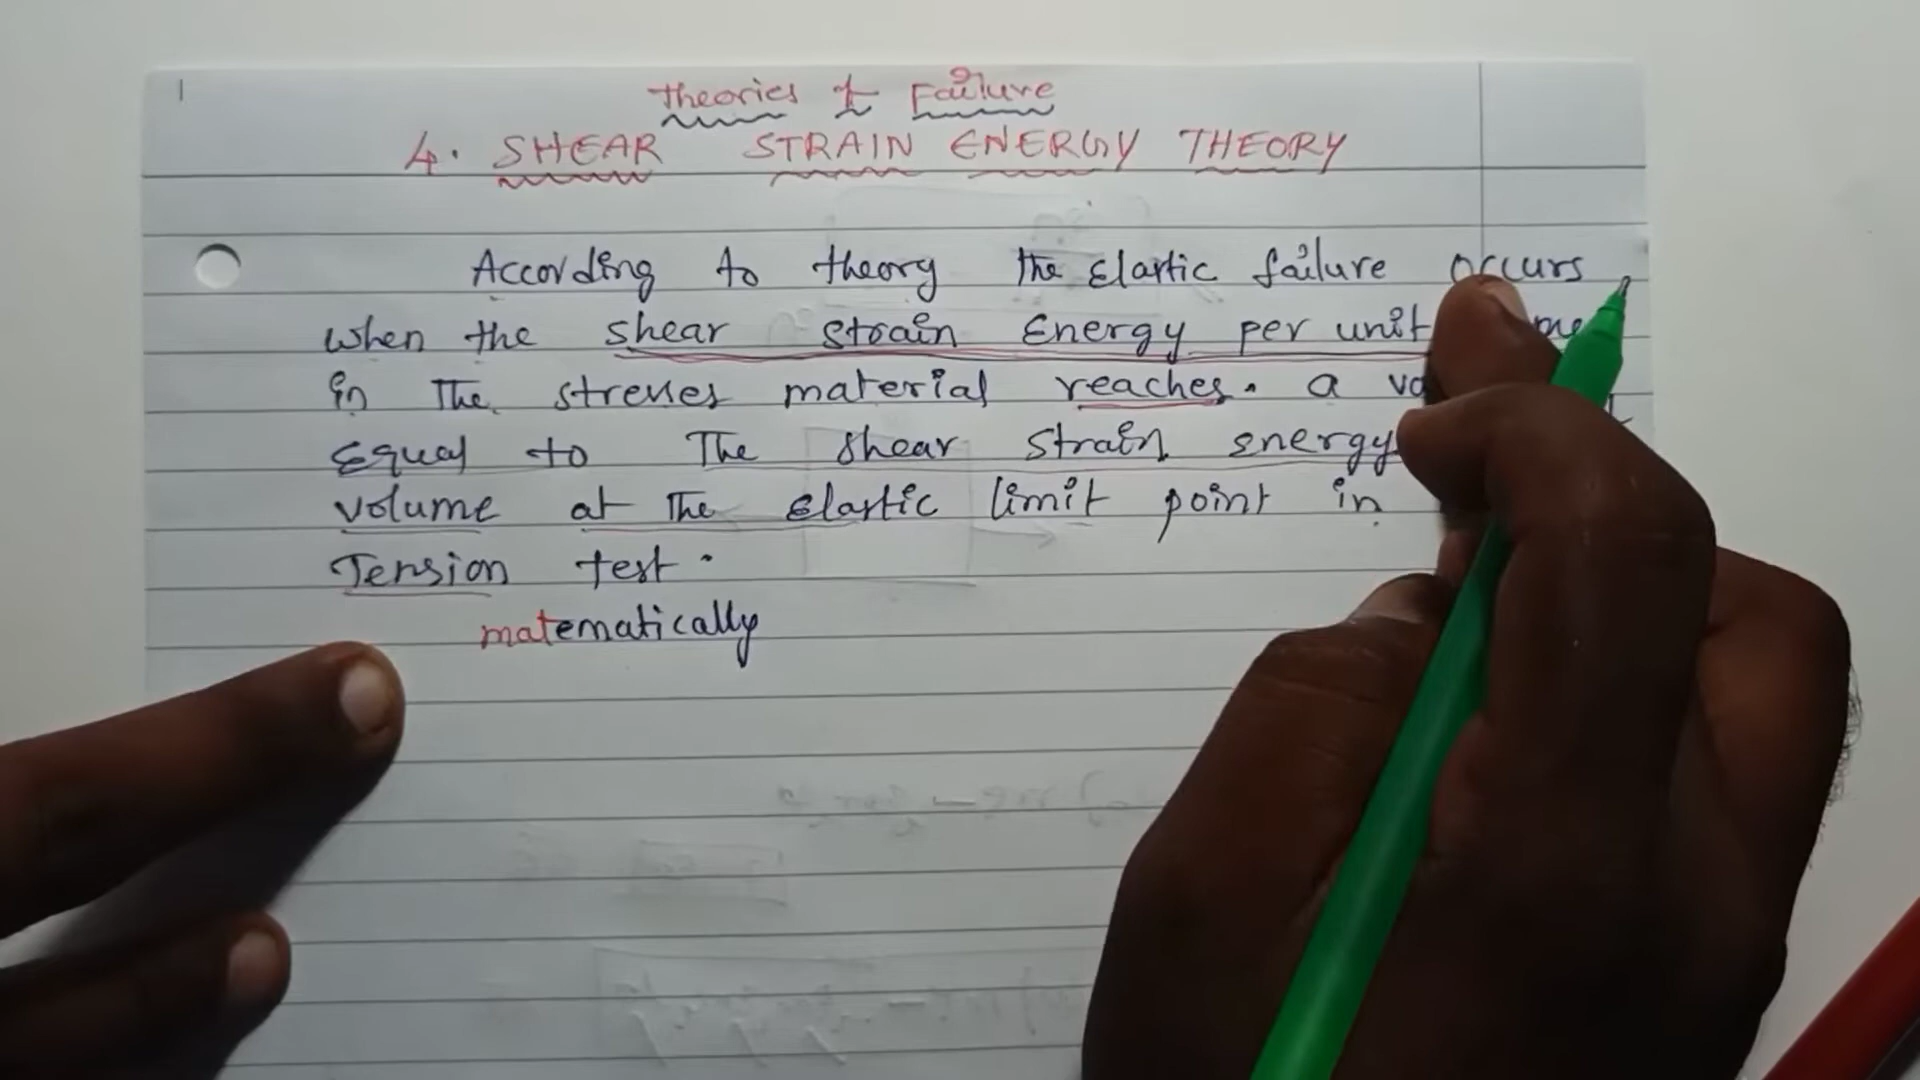 Theories of Failure
4. SHEAR STRAIN ENERGY THEORY
According to theory the Elastic failure occurs
when the shear strain Energy per unit
in The stresses material reaches. a
Equal to The shear strain energy
volume at The Elastic limit point in
Tension test.
matematically